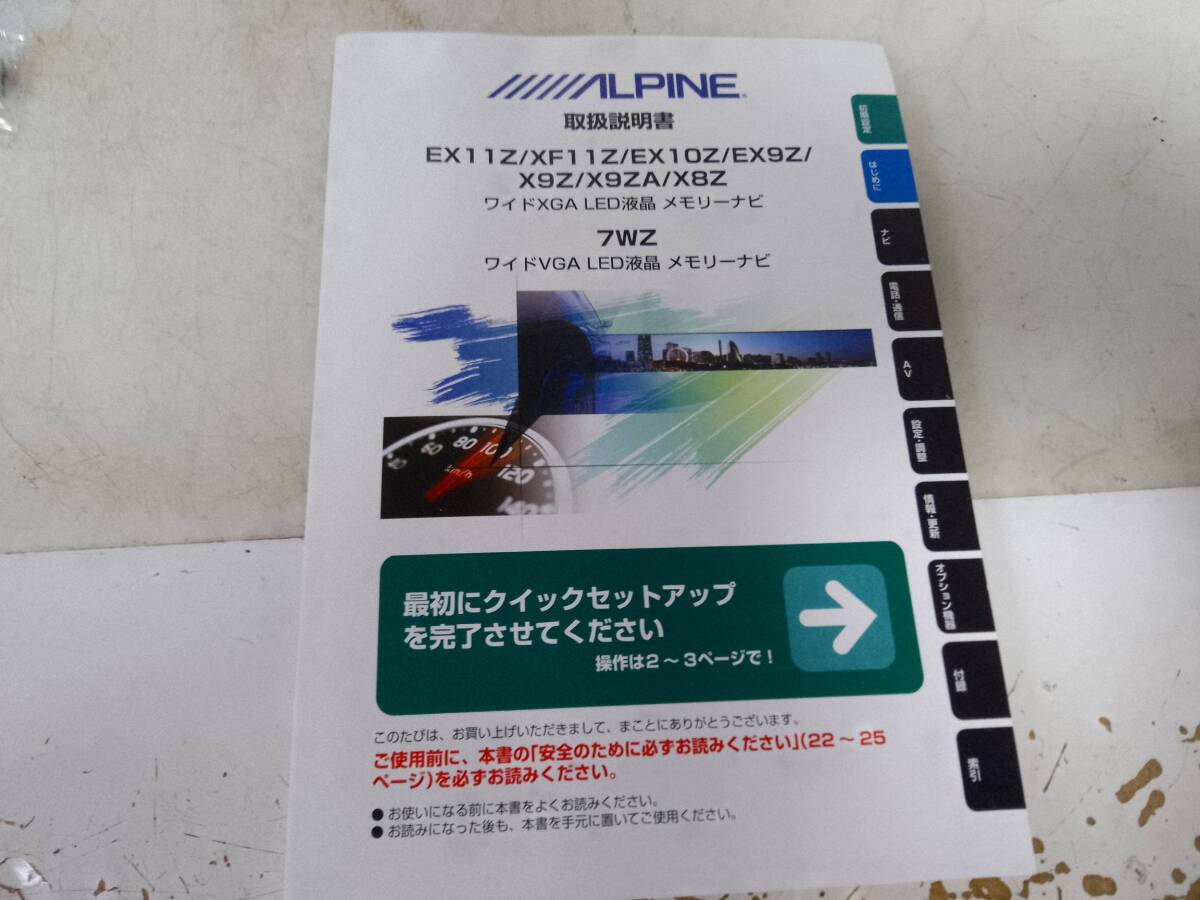 ALPINE
取扱説明書
EX11Z/XF11Z/EX10Z/EX9Z/
X9Z/X9ZA/X8Z
ワイドXGA LED液晶 メモリーナビ
7WZ
ワイドVGA LED液晶 メモリーナビ
40 60 80 100 120 140
km/h
最初にクイックセットアップ
を完了させてください
操作は2～3ページで！
このたびは、お買い上げいただきまして、まことにありがとうございます。
ご使用前に、本書の「安全のために必ずお読みください」(22～25
ページ)を必ずお読みください。
● お使いになる前に本書をよくお読みください。
● お読みになった後も、本書を手元に置いてご使用ください。
初期設定
はじめに
ナビ
電話・通信
AV
設定・調整
情報・更新
オプション機器
付録
索引